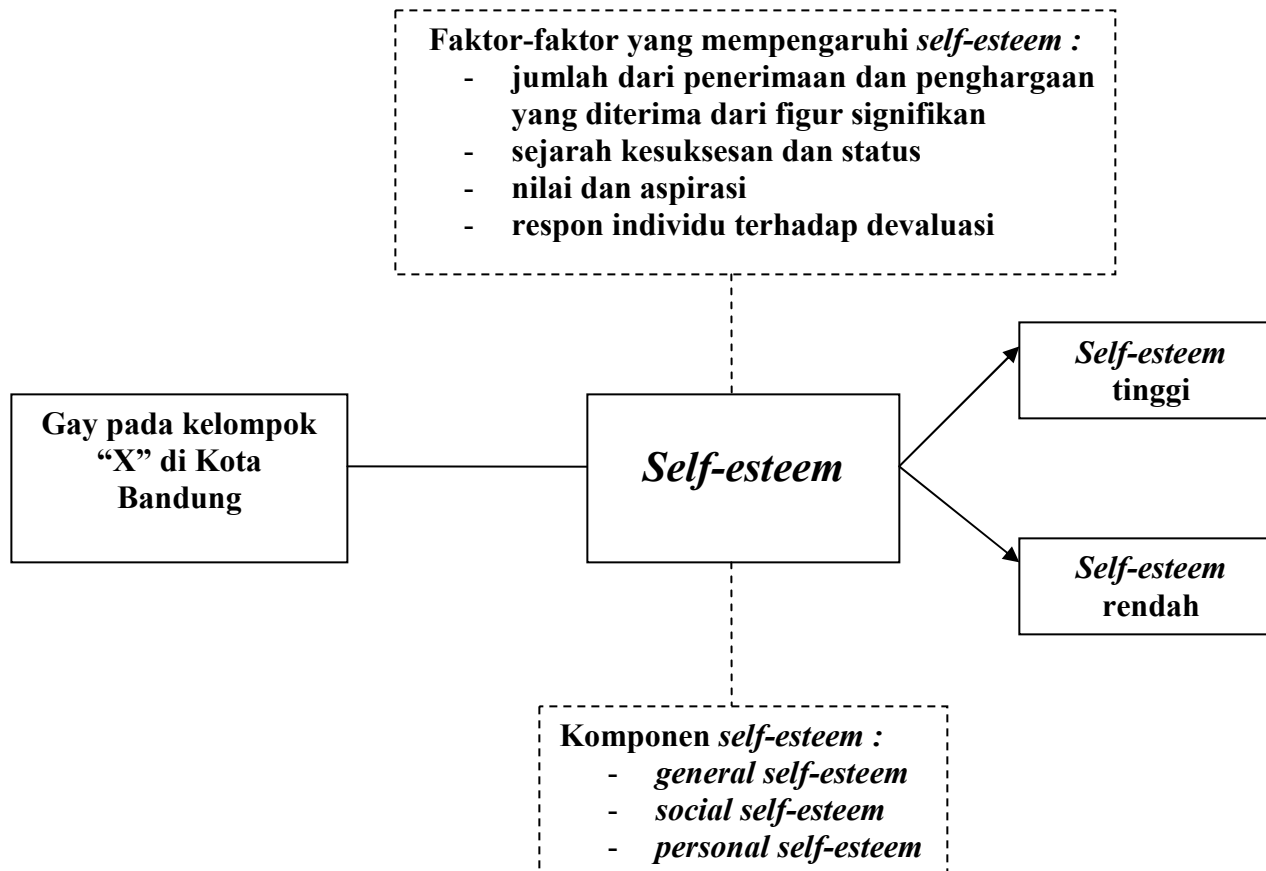 Faktor-faktor yang mempengaruhi self-esteem :
- jumlah dari penerimaan dan penghargaan
yang diterima dari figur signifikan
- sejarah kesuksesan dan status
- nilai dan aspirasi
- respon individu terhadap devaluasi
Gay pada kelompok
“X” di Kota
Bandung
Self-esteem
Self-esteem
tinggi
Self-esteem
rendah
Komponen self-esteem :
- general self-esteem
- social self-esteem
- personal self-esteem